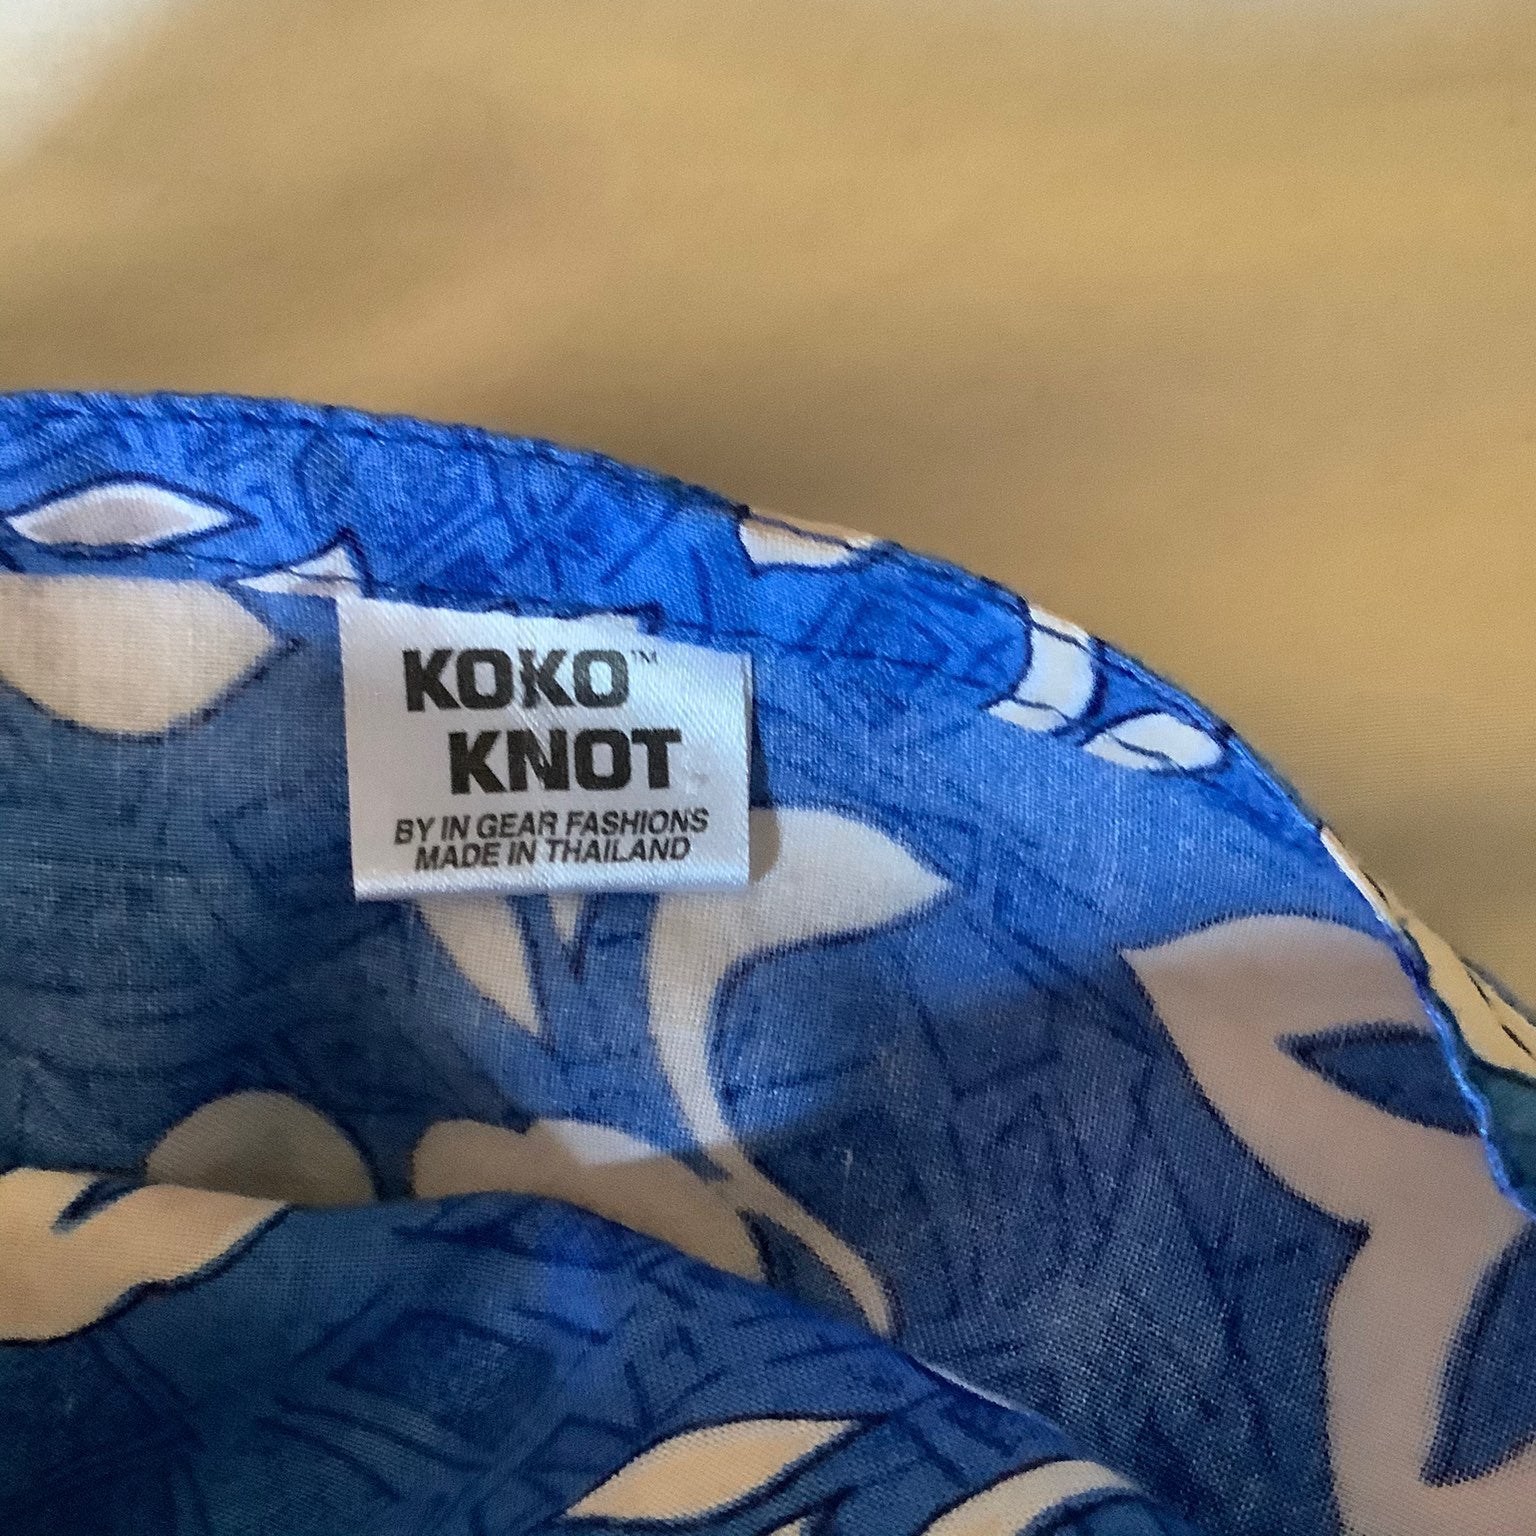 KOKO™
KNOT
BY IN GEAR FASHIONS
MADE IN THAILAND